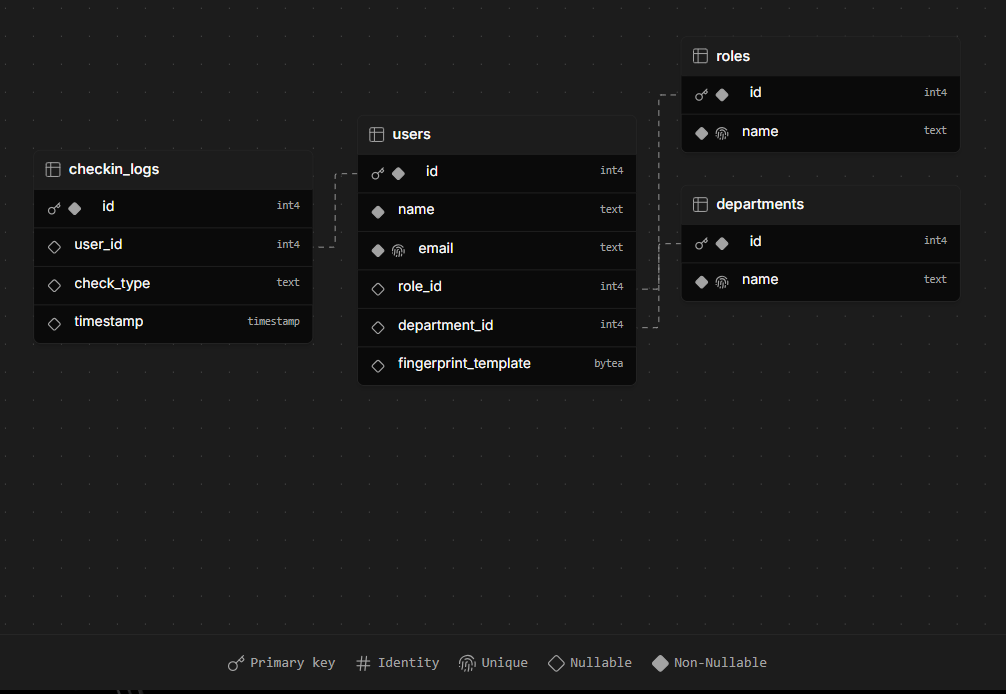 checkin_logs
id int4
user_id int4
check_type text
timestamp timestamp
users
id int4
name text
email text
role_id int4
department_id int4
fingerprint_template bytea
roles
id int4
name text
departments
id int4
name text
Primary key Identity Unique Nullable Non-Nullable